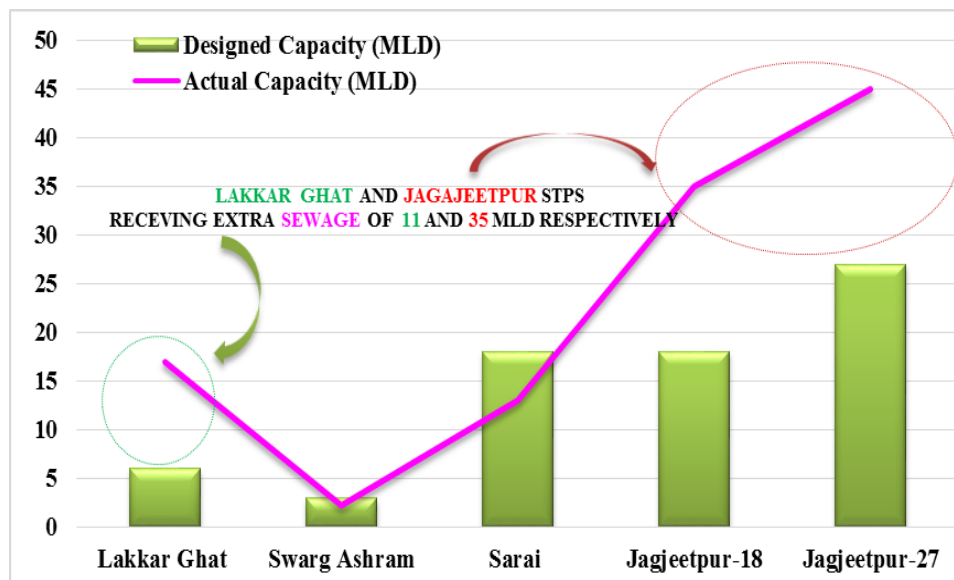 50
Designed Capacity (MLD)
45
Actual Capacity (MLD)
40
35
LAKKAR GHAT AND JAGAJEETPUR STPS
30
RECEVING EXTRA SEWAGE OF 11 AND 35 MLD RESPECTIVELY
25
20
15
10
5
0
Lakkar Ghat Swarg Ashram Sarai Jagjeetpur-18 Jagjeetpur-27